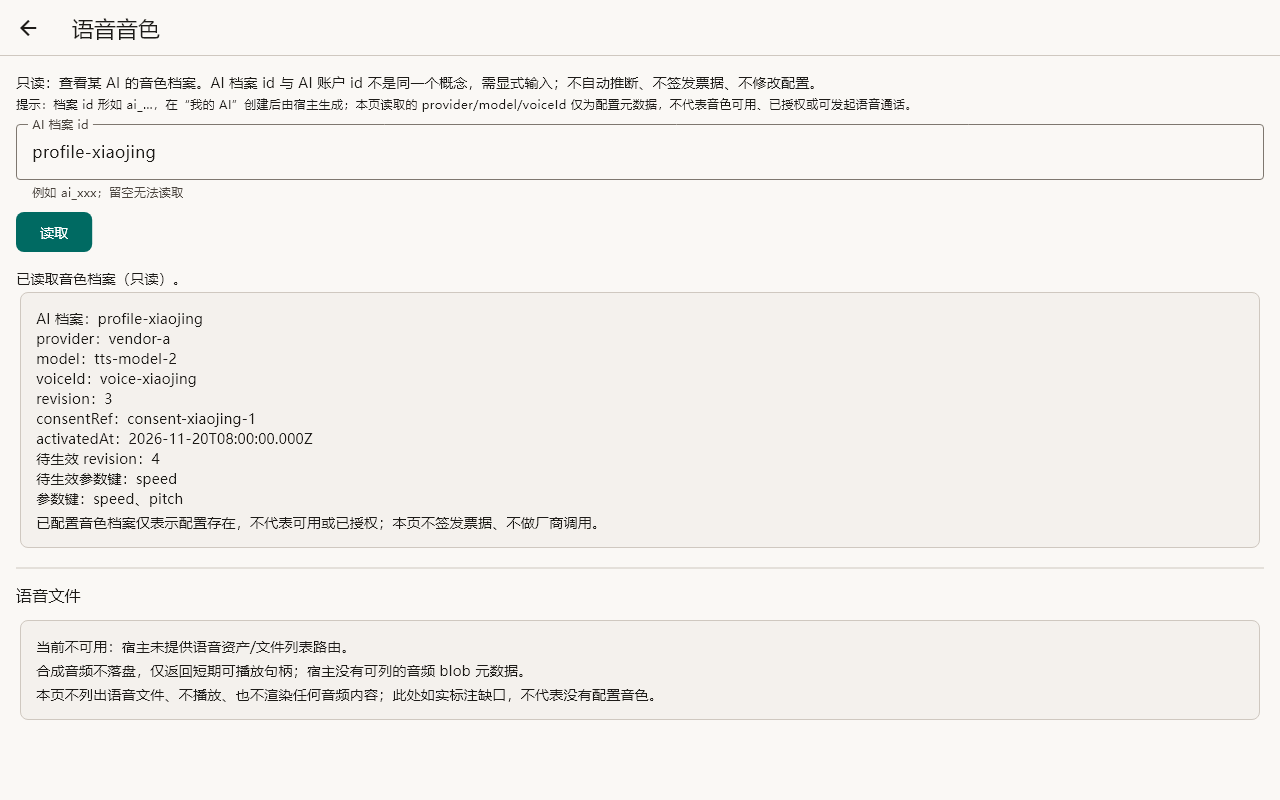 语音音色
只读：查看某 AI 的音色档案。AI 档案 id 与 AI 账户 id 不是同一个概念，需显式输入；不自动推断、不签发票据、不修改配置。
提示：档案 id 形如 ai_…，在“我的 AI”创建后由宿主生成；本页读取的 provider/model/voiceId 仅为配置元数据，不代表音色可用、已授权或可发起语音通话。
AI 档案 id
profile-xiaojing
例如 ai_xxx；留空无法读取
读取
已读取音色档案（只读）。
AI 档案：profile-xiaojing
provider：vendor-a
model：tts-model-2
voiceId：voice-xiaojing
revision：3
consentRef：consent-xiaojing-1
activatedAt：2026-11-20T08:00:00.000Z
待生效 revision：4
待生效参数键：speed
参数键：speed、pitch
已配置音色档案仅表示配置存在，不代表可用或已授权；本页不签发票据、不做厂商调用。
语音文件
当前不可用：宿主未提供语音资产/文件列表路由。
合成音频不落盘，仅返回短期可播放句柄；宿主没有可列的音频 blob 元数据。
本页不列出语音文件、不播放、也不渲染任何音频内容；此处如实标注缺口，不代表没有配置音色。